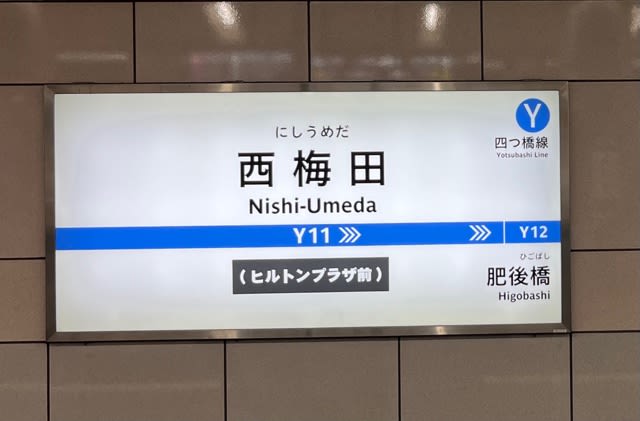 Y
四つ橋線
Yotsubashi Line
にしうめだ
西梅田
Nishi-Umeda
Y11
Y12
(ヒルトンプラザ前)
ひごばし
肥後橋
Higobashi